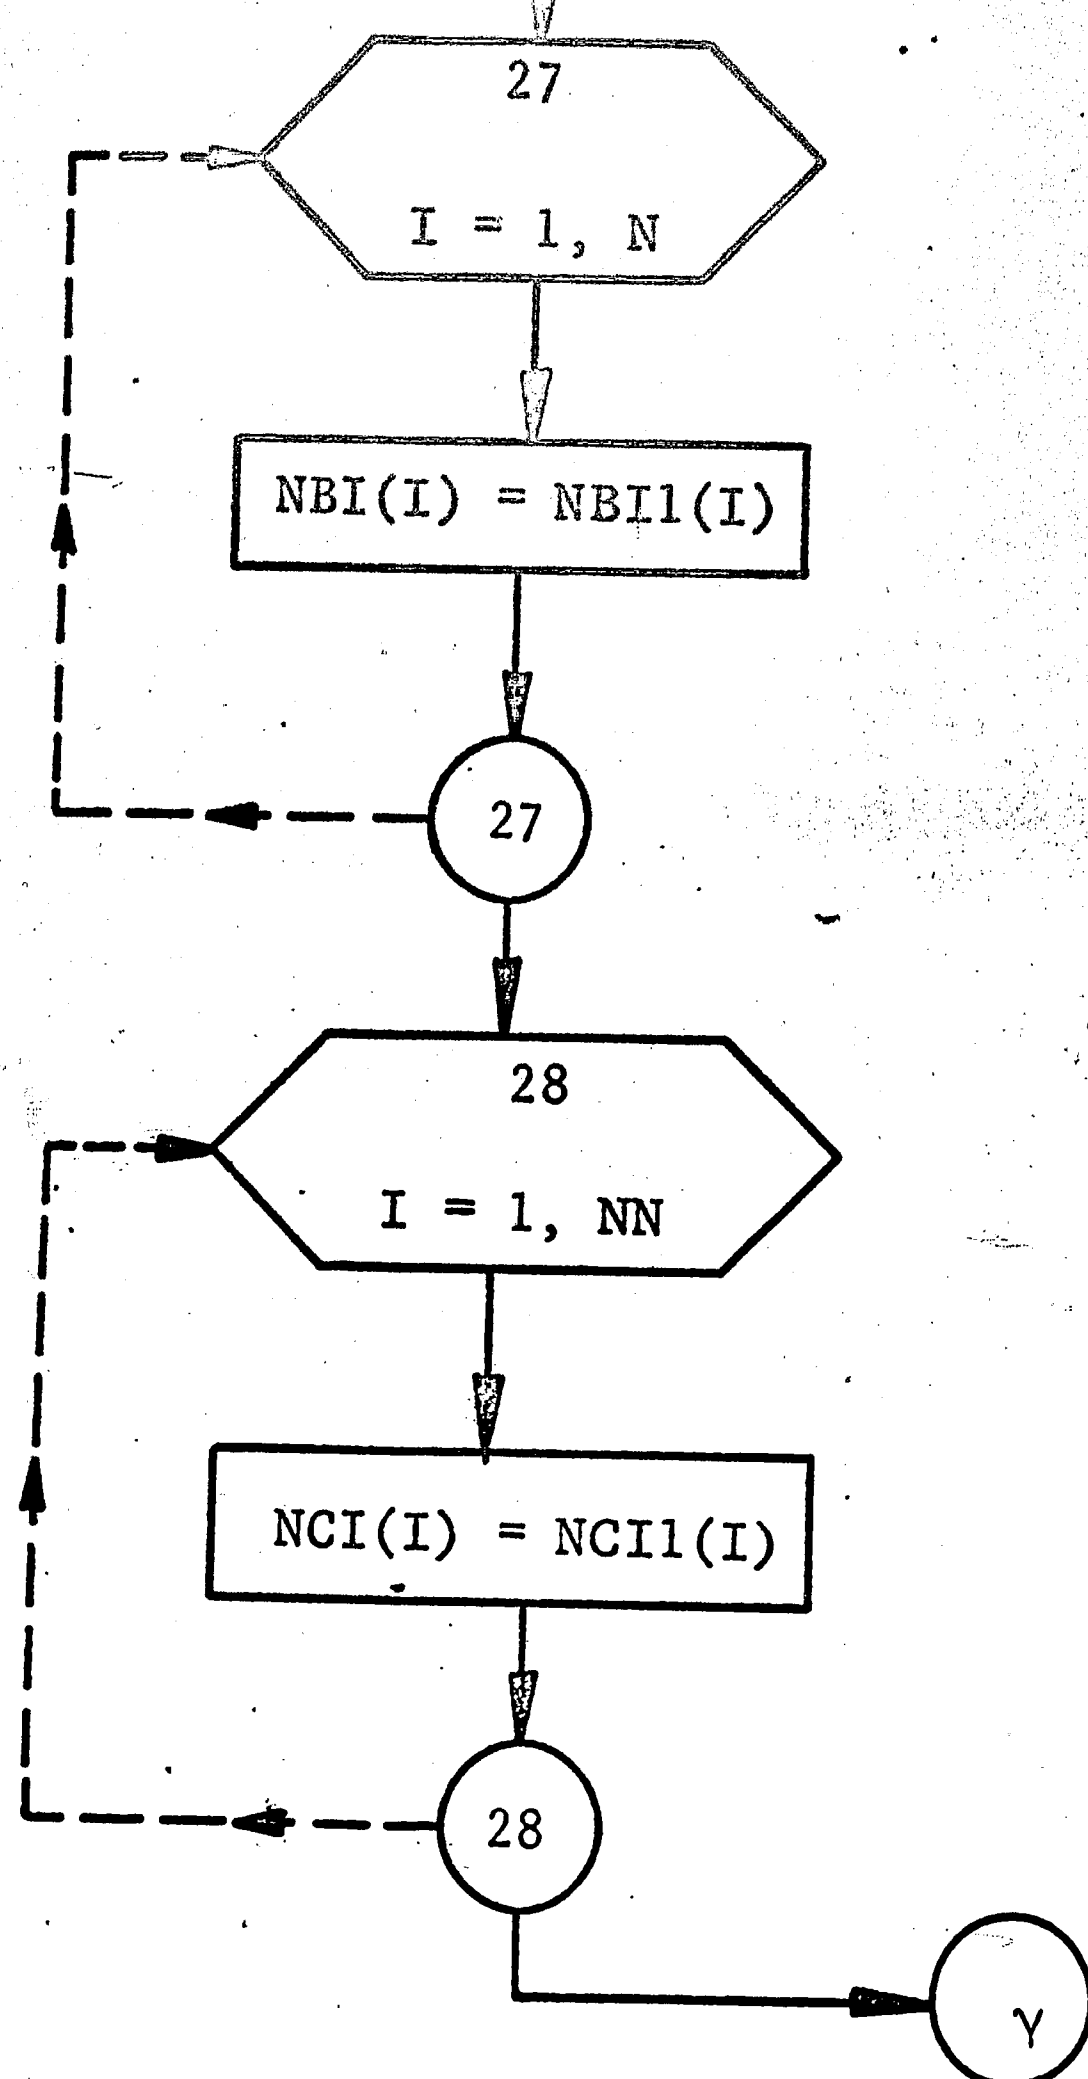 27
I = 1, N
NBI(I) = NBI1(I)
27
28
I = 1, NN
NCI(I) = NCI1(I)
28
γ